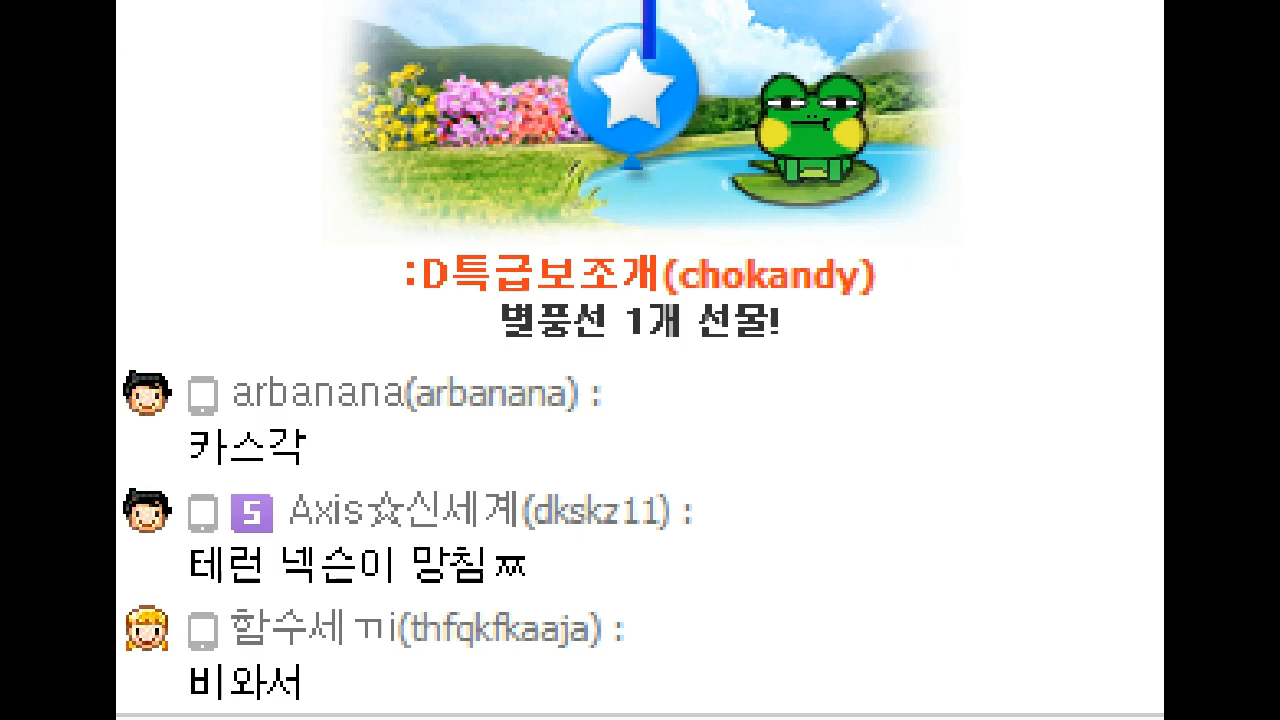 :D특급보조개(chokandy)
별풍선 1개 선물!
arbanana(arbanana) :
카스각
5 Axis☆신세계(dkskz11) :
테런 넥슨이 망침ㅉ
함수세ㄲi(thfqkfkaaja) :
비와서